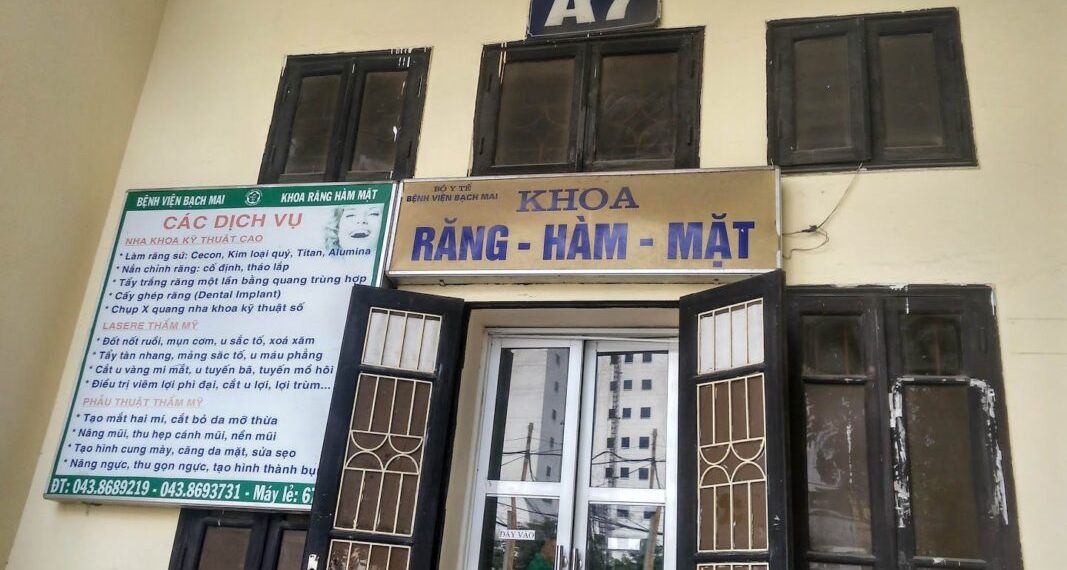 A7
BỆNH VIỆN BẠCH MAI KHOA RĂNG HÀM MẶT
CÁC DỊCH VỤ
NHA KHOA KỸ THUẬT CAO
* Làm răng sứ: Cecon, Kim loại quý, Titan, Alumina
* Nắn chỉnh răng: cố định, tháo lắp
* Tẩy trắng răng một lần bằng quang trùng hợp
* Cấy ghép răng (Dental Implant)
* Chụp X quang nha khoa kỹ thuật số
LASERE THẨM MỸ
* Đốt nốt ruồi, mụn cơm, u sắc tố, xoá xăm
* Tẩy tàn nhang, mảng săc tố, u máu phẳng
* Cắt u vàng mi mắt, u tuyến bã, tuyến mồ hôi
* Điều trị viêm lợi phì đại, cắt u lợi, lợi trùm...
PHẪU THUẬT THẨM MỸ
* Tạo mắt hai mí, cắt bỏ da mỡ thừa
* Nâng mũi, thu hẹp cánh mũi, nền mũi
* Tạo hình cung mày, căng da mặt, sửa sẹo
* Nâng ngực, thu gọn ngực, tạo hình thành
ĐT: 043.8689219 - 043.8693731 - Máy lẻ:
BỘ Y TẾ
BỆNH VIỆN BẠCH MAI
KHOA
RĂNG - HÀM - MẶT
ĐẨY VÀO